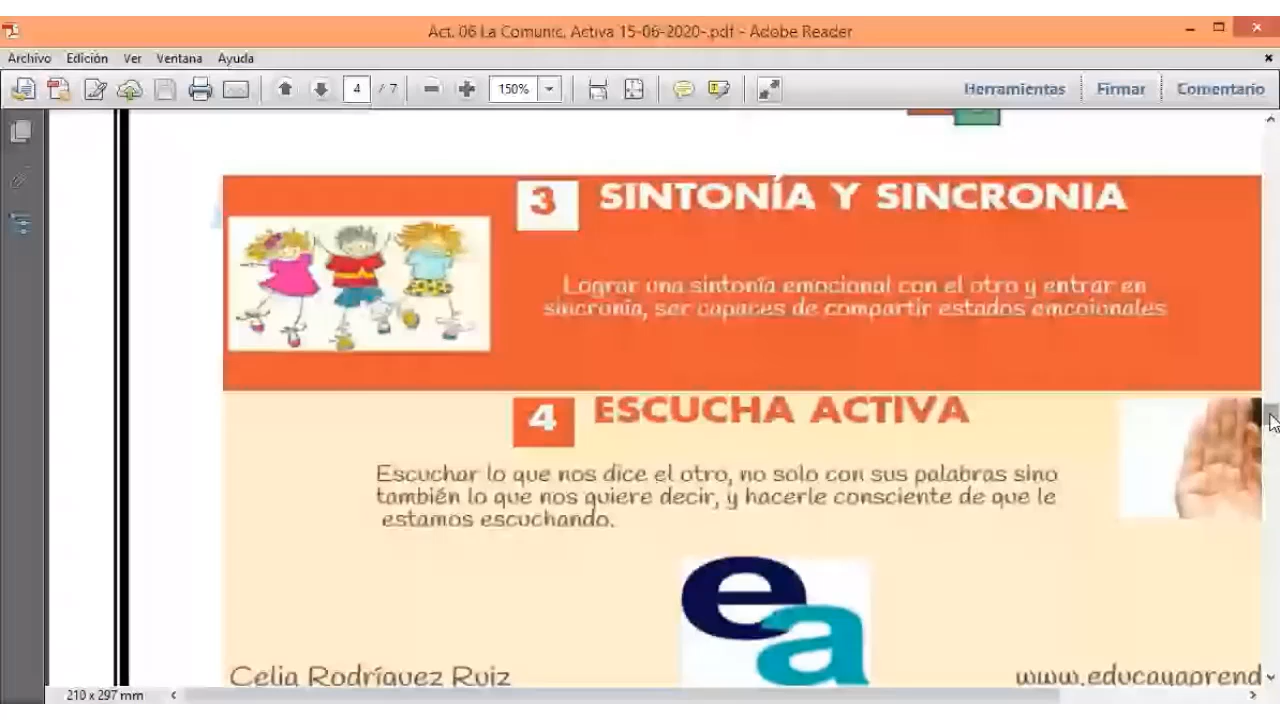 Act. 06 La Comunic. Activa 15-06-2020-.pdf - Adobe Reader
Archivo Edición Ver Ventana Ayuda
4 / 7 150% Herramientas Firmar Comentario
3 SINTONÍA Y SINCRONIA
Lograr una sintonía emocional con el otro y entrar en
sincronía, ser capaces de compartir estados emcoionales
4 ESCUCHA ACTIVA
Escuchar lo que nos dice el otro, no solo con sus palabras sino
también lo que nos quiere decir, y hacerle consciente de que le
estamos escuchando.
ea
Celia Rodríguez Ruiz www.educayaprend
210 x 297 mm